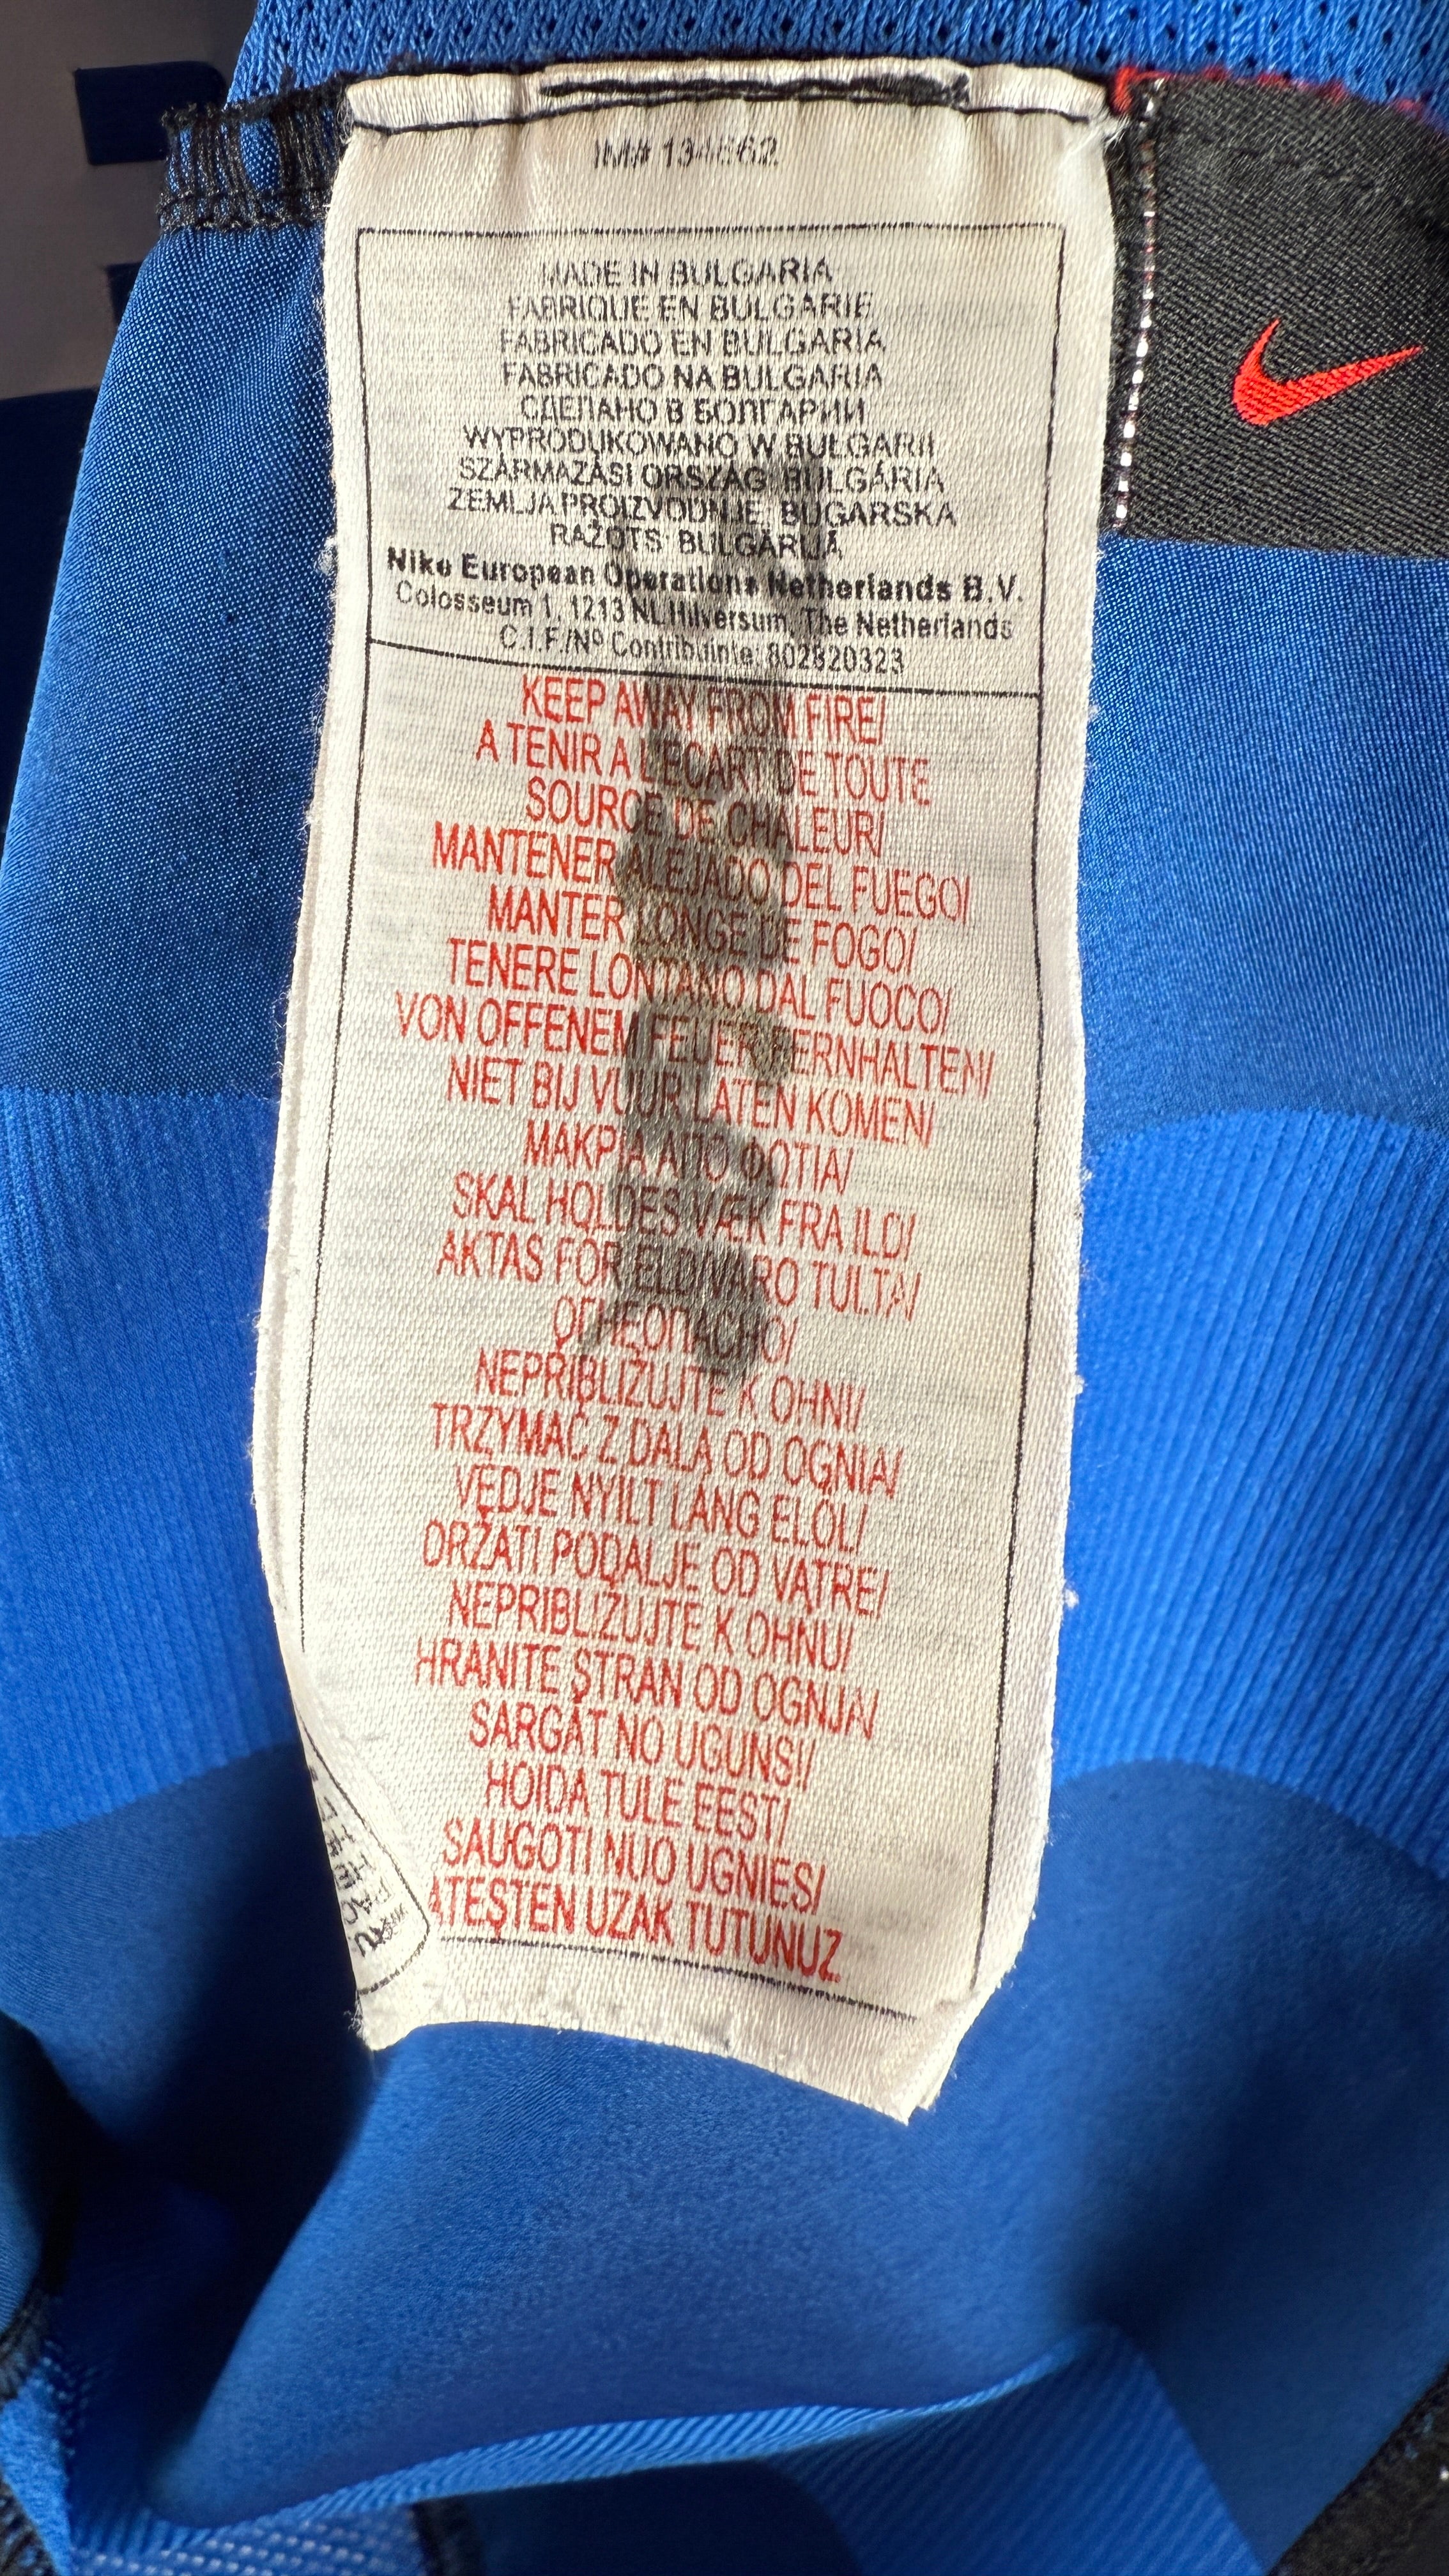 MADE IN BULGARIA
FABRIQUE EN BULGARIE
FABRICADO EN BULGARIA
FABRICADO NA BULGARIA
СДЕЛАНО В БОЛГАРИИ
WYPRODUKOWANO W BUŁGARII
SZÁRMAZÁSI ORSZÁG: BULGÁRIA
ZEMLJA PROIZVODNJE: BUGARSKA
RAŽOTS BULGĀRIJĀ
Nike European Operations Netherlands B.V.
Colosseum 1, 1213 NL Hilversum, The Netherlands
C.I.F./Nº Contribuinte: 802820323
KEEP AWAY FROM FIRE/
A TENIR A L'ECART DE TOUTE
SOURCE DE CHALEUR/
MANTENER ALEJADO DEL FUEGO/
MANTER LONGE DE FOGO/
TENERE LONTANO DAL FUOCO/
VON OFFENEM FEUER FERNHALTEN/
NIET BIJ VUUR LATEN KOMEN/
ΜΑΚΡΙΑ ΑΠΟ ΦΩΤΙΑ/
SKAL HOLDES VÆK FRA ILD/
AKTAS FÖR ELD/VARO TULTA/
ОГНЕОПАСНО/
NEPŘIBLIŽUJTE K OHNI/
TRZYMAĆ Z DALA OD OGNIA/
VÉDJE NYÍLT LÁNG ELŐL/
DRŽATI PODALJE OD VATRE/
NEPRIBLIŽUJTE K OHŇU/
HRANITE STRAN OD OGNJA/
SARGĀT NO UGUNS!/
HOIDA TULE EEST/
SAUGOTI NUO UGNIES/
ATEŞTEN UZAK TUTUNUZ.